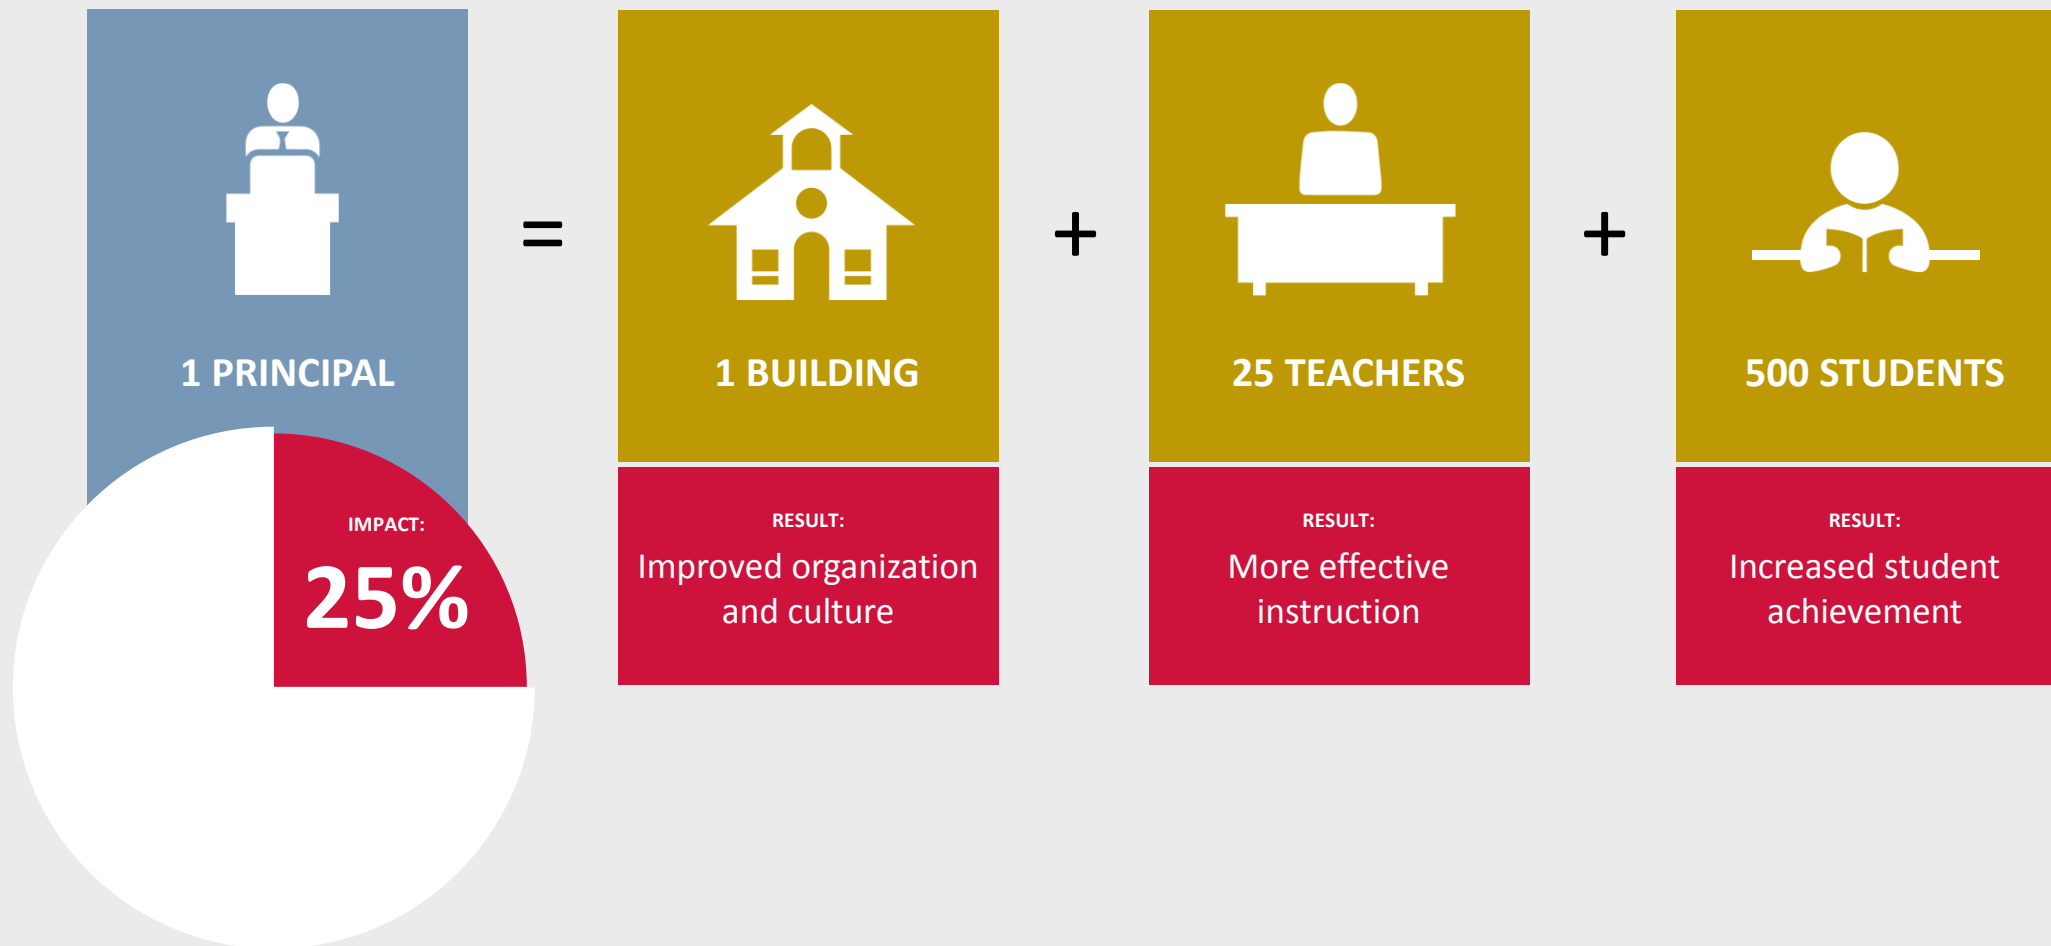 1 PRINCIPAL
=
1 BUILDING
+
25 TEACHERS
+
500 STUDENTS
IMPACT:
25%
RESULT:
Improved organization
and culture
RESULT:
More effective
instruction
RESULT:
Increased student
achievement